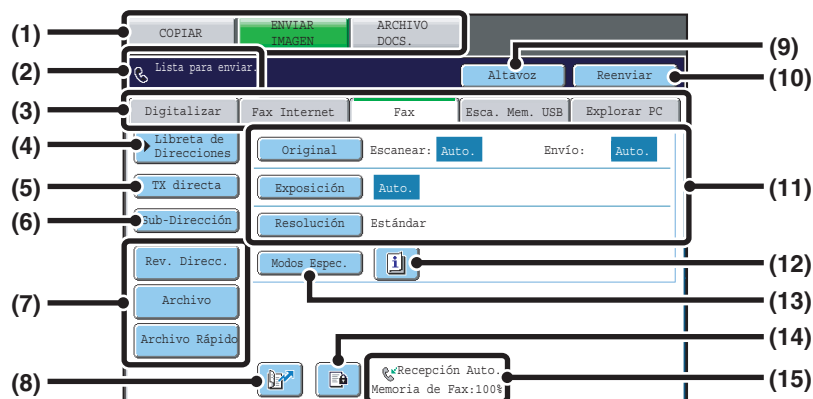 COPIAR
ENVIAR
IMAGEN
ARCHIVO
DOCS.
(1)
(2)
Lista para enviar.
Altavoz
Reenviar
(9)
(10)
(3)
Digitalizar
Fax Internet
Fax
Esca. Mem. USB
Explorar PC
(4)
Libreta de
Direcciones
Original
Escanear:
Auto.
Envío:
Auto.
(5)
TX directa
Exposición
Auto.
(11)
(6)
Sub-Dirección
Resolución
Estándar
Rev. Direcc.
Modos Espec.
(12)
(7)
Archivo
(13)
Archivo Rápido
(14)
(8)
Recepción Auto.
Memoria de Fax:100%
(15)